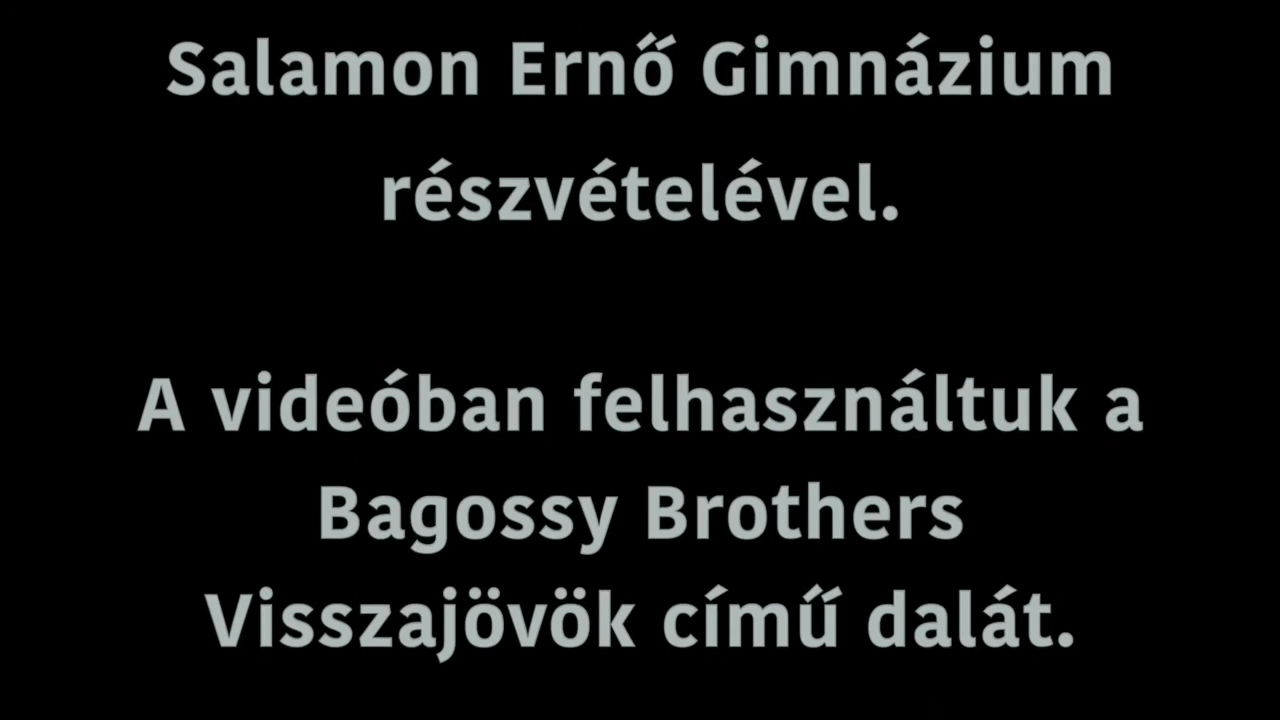 Salamon Ernő Gimnázium
részvételével.
A videóban felhasználtuk a
Bagossy Brothers
Visszajövök című dalát.